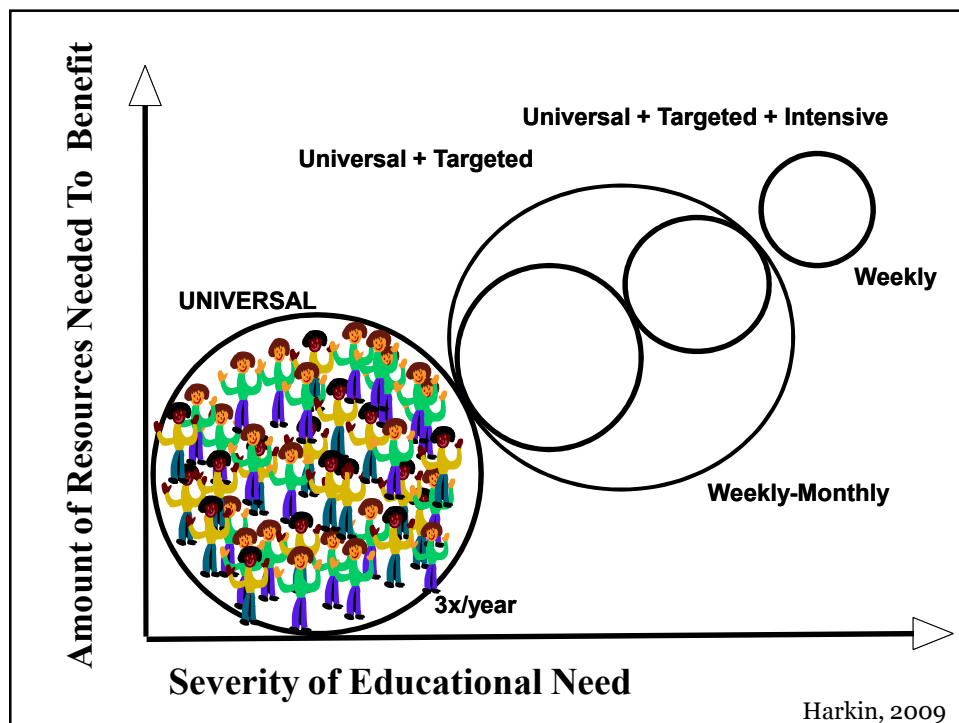 Amount of Resources Needed To Benefit
Universal + Targeted + Intensive
Universal + Targeted
Weekly
UNIVERSAL
Weekly-Monthly
3x/year
Severity of Educational Need
Harkin, 2009